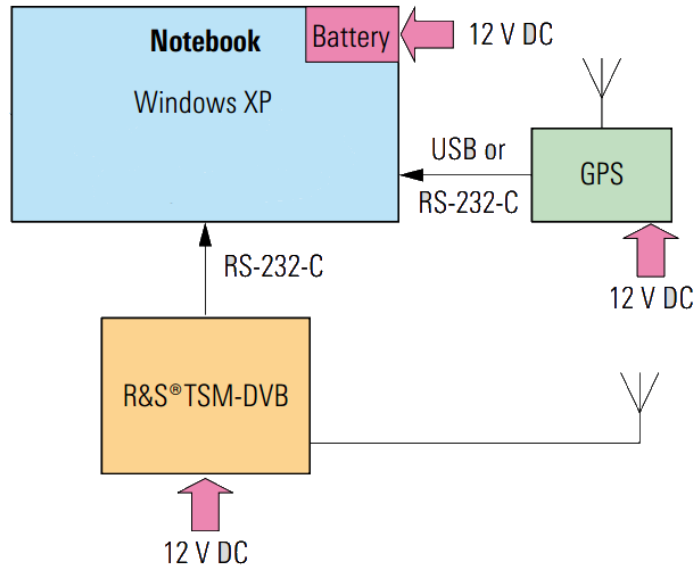 Notebook
Battery
12 V DC
Windows XP
USB or
RS-232-C
GPS
12 V DC
RS-232-C
R&S® TSM-DVB
12 V DC